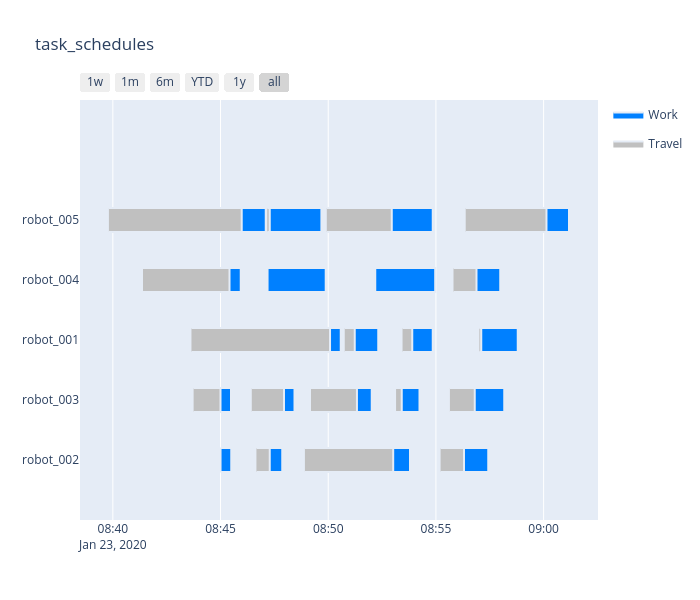 task_schedules
1w 1m 6m YTD 1y all
Work
Travel
robot_005
robot_004
robot_001
robot_003
robot_002
08:40 08:45 08:50 08:55 09:00
Jan 23, 2020